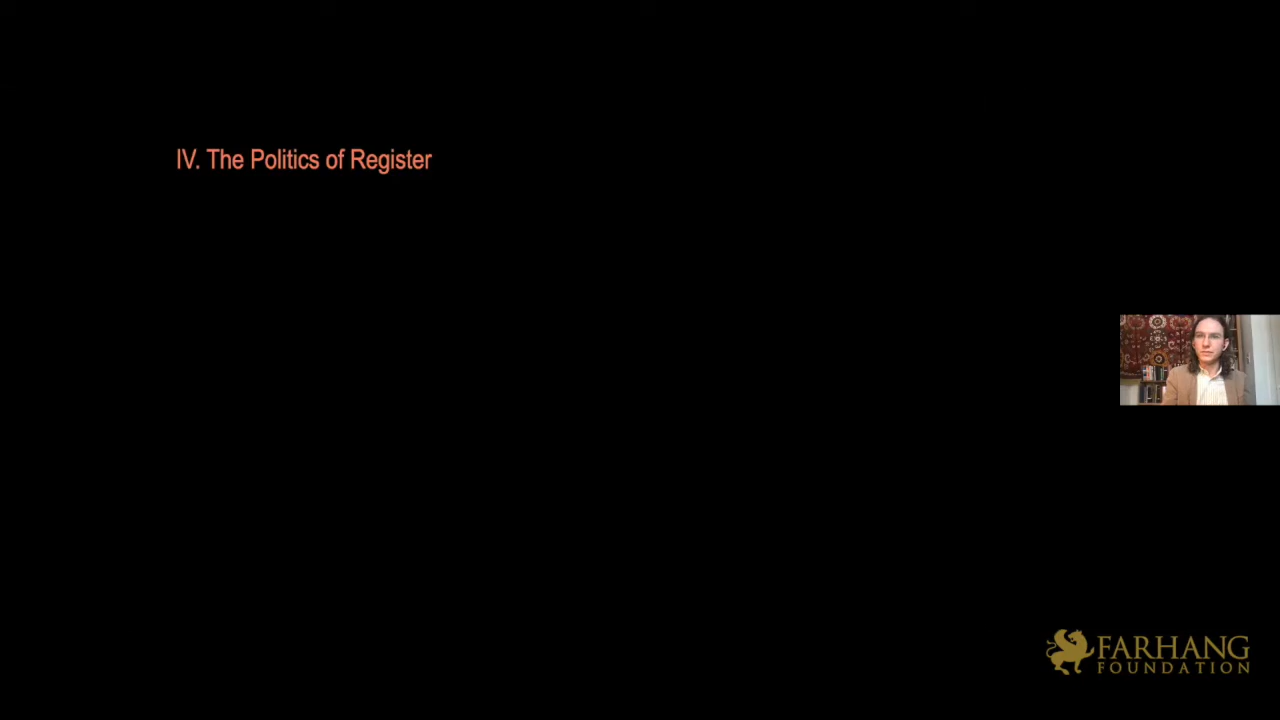 IV. The Politics of Register
FARHANG
FOUNDATION